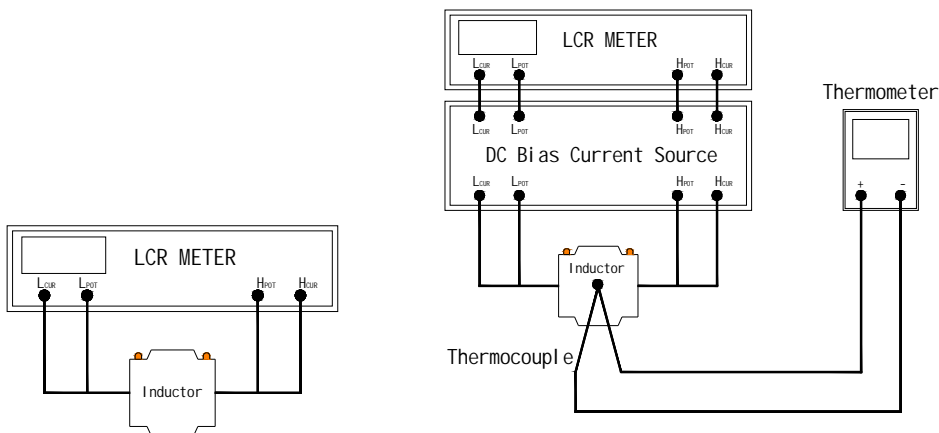 LCR METER
LCUR LPOT HPOT HCUR
Inductor
LCR METER
LCUR LPOT HPOT HCUR
LCUR LPOT HPOT HCUR
DC Bias Current Source
LCUR LPOT HPOT HCUR
Inductor
Thermocouple
Thermometer
+ -